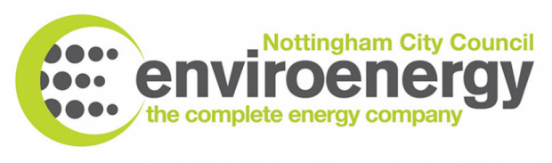 Nottingham City Council
enviroenergy
the complete energy company